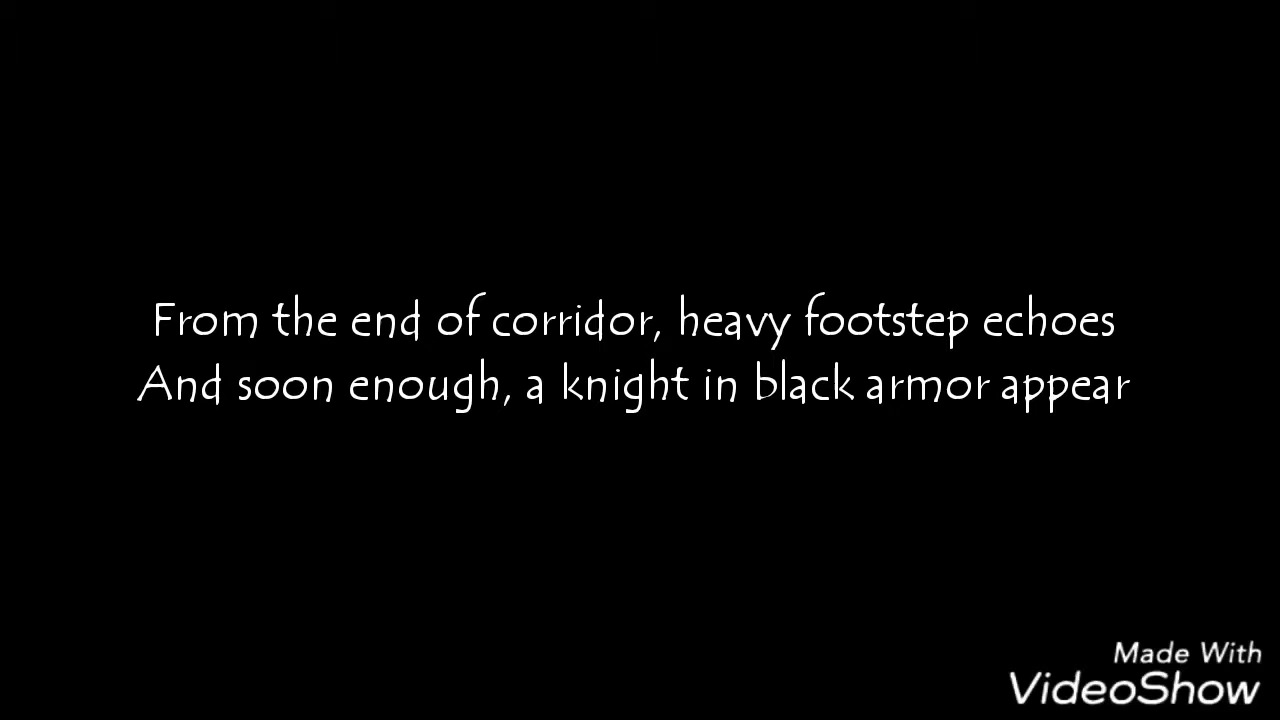 From the end of corridor, heavy footstep echoes
And soon enough, a knight in black armor appear
Made With
VideoShow